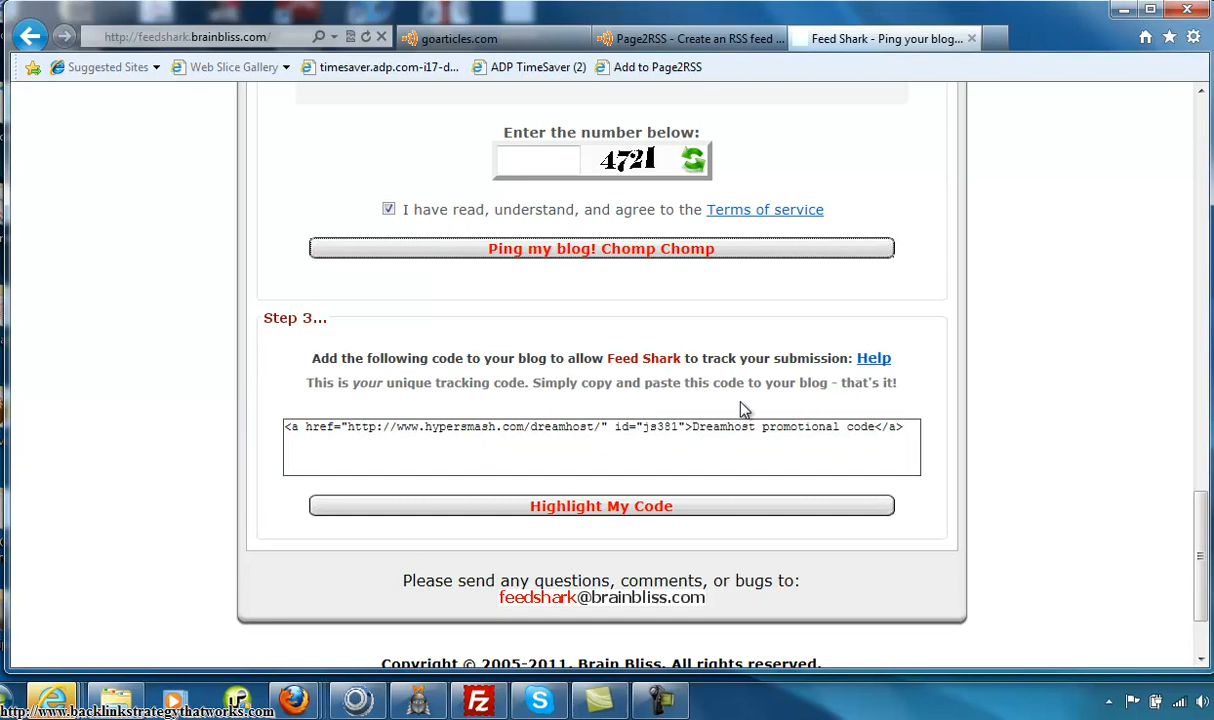 http://feedshark.brainbliss.com/
goarticles.com
Page2RSS - Create an RSS feed ...
Feed Shark - Ping your blog...
Suggested Sites
Web Slice Gallery
timesaver.adp.com-i17-d...
ADP TimeSaver (2)
Add to Page2RSS
Enter the number below:
4721
I have read, understand, and agree to the Terms of service
Ping my blog! Chomp Chomp
Step 3...
Add the following code to your blog to allow Feed Shark to track your submission: Help
This is your unique tracking code. Simply copy and paste this code to your blog - that's it!
<a href="http://www.hypersmash.com/dreamhost/" id="js381">Dreamhost promotional code</a>
Highlight My Code
Please send any questions, comments, or bugs to:
feedshark@brainbliss.com
Copyright © 2005-2011, Brain Bliss, All rights reserved.
http://www.backlinkstrategythatworks.com